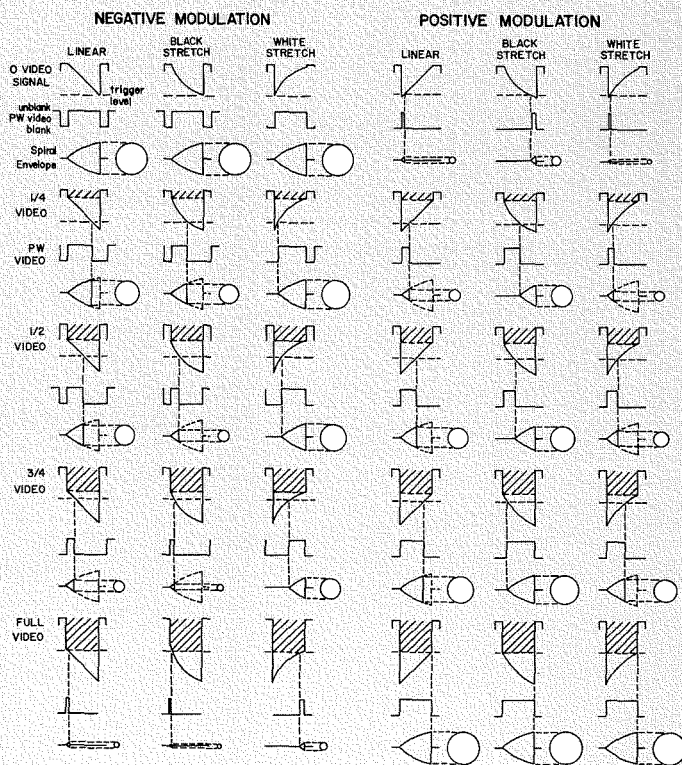 NEGATIVE MODULATION
POSITIVE MODULATION
LINEAR
BLACK STRETCH
WHITE STRETCH
LINEAR
BLACK STRETCH
WHITE STRETCH
O VIDEO SIGNAL
trigger level
unblank
PW video
blank
Spiral Envelope
1/4 VIDEO
PW VIDEO
1/2 VIDEO
3/4 VIDEO
FULL VIDEO